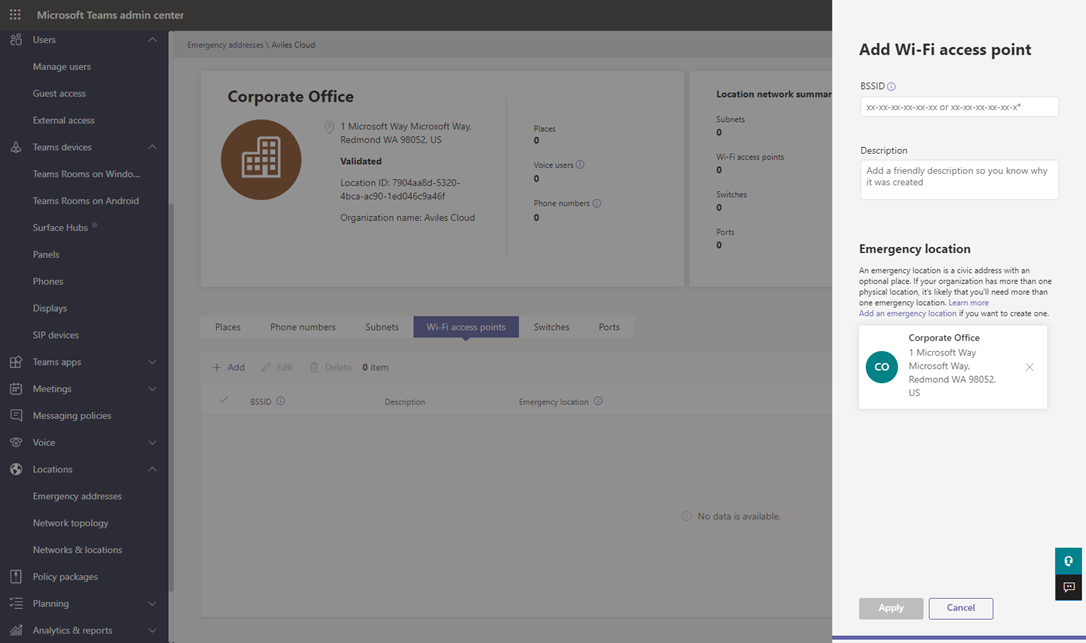 Microsoft Teams admin center
Users
Manage users
Guest access
External access
Teams devices
Teams Rooms on Windo...
Teams Rooms on Android
Surface Hubs
Panels
Phones
Displays
SIP devices
Teams apps
Meetings
Messaging policies
Voice
Locations
Emergency addresses
Network topology
Networks & locations
Policy packages
Planning
Analytics & reports
Emergency addresses \ Aviles Cloud
Corporate Office
1 Microsoft Way Microsoft Way,
Redmond WA 98052, US
Validated
Location ID: 7904aa8d-5320-
4bca-ac90-1ed046c9a46f
Organization name: Aviles Cloud
Places
0
Voice users
0
Phone numbers
0
Location network summar
Subnets
0
Wi-Fi access points
0
Switches
0
Ports
0
Places Phone numbers Subnets Wi-Fi access points Switches Ports
+ Add Edit Delete 0 item
BSSID Description Emergency location
No data is available.
Add Wi-Fi access point
BSSID
xx-xx-xx-xx-xx-xx or xx-xx-xx-xx-xx-x*
Description
Add a friendly description so you know why
it was created
Emergency location
An emergency location is a civic address with an
optional place. If your organization has more than one
physical location, it's likely that you'll need more than
one emergency location. Learn more
Add an emergency location if you want to create one.
CO
Corporate Office
1 Microsoft Way
Microsoft Way,
Redmond WA 98052,
US
Apply
Cancel